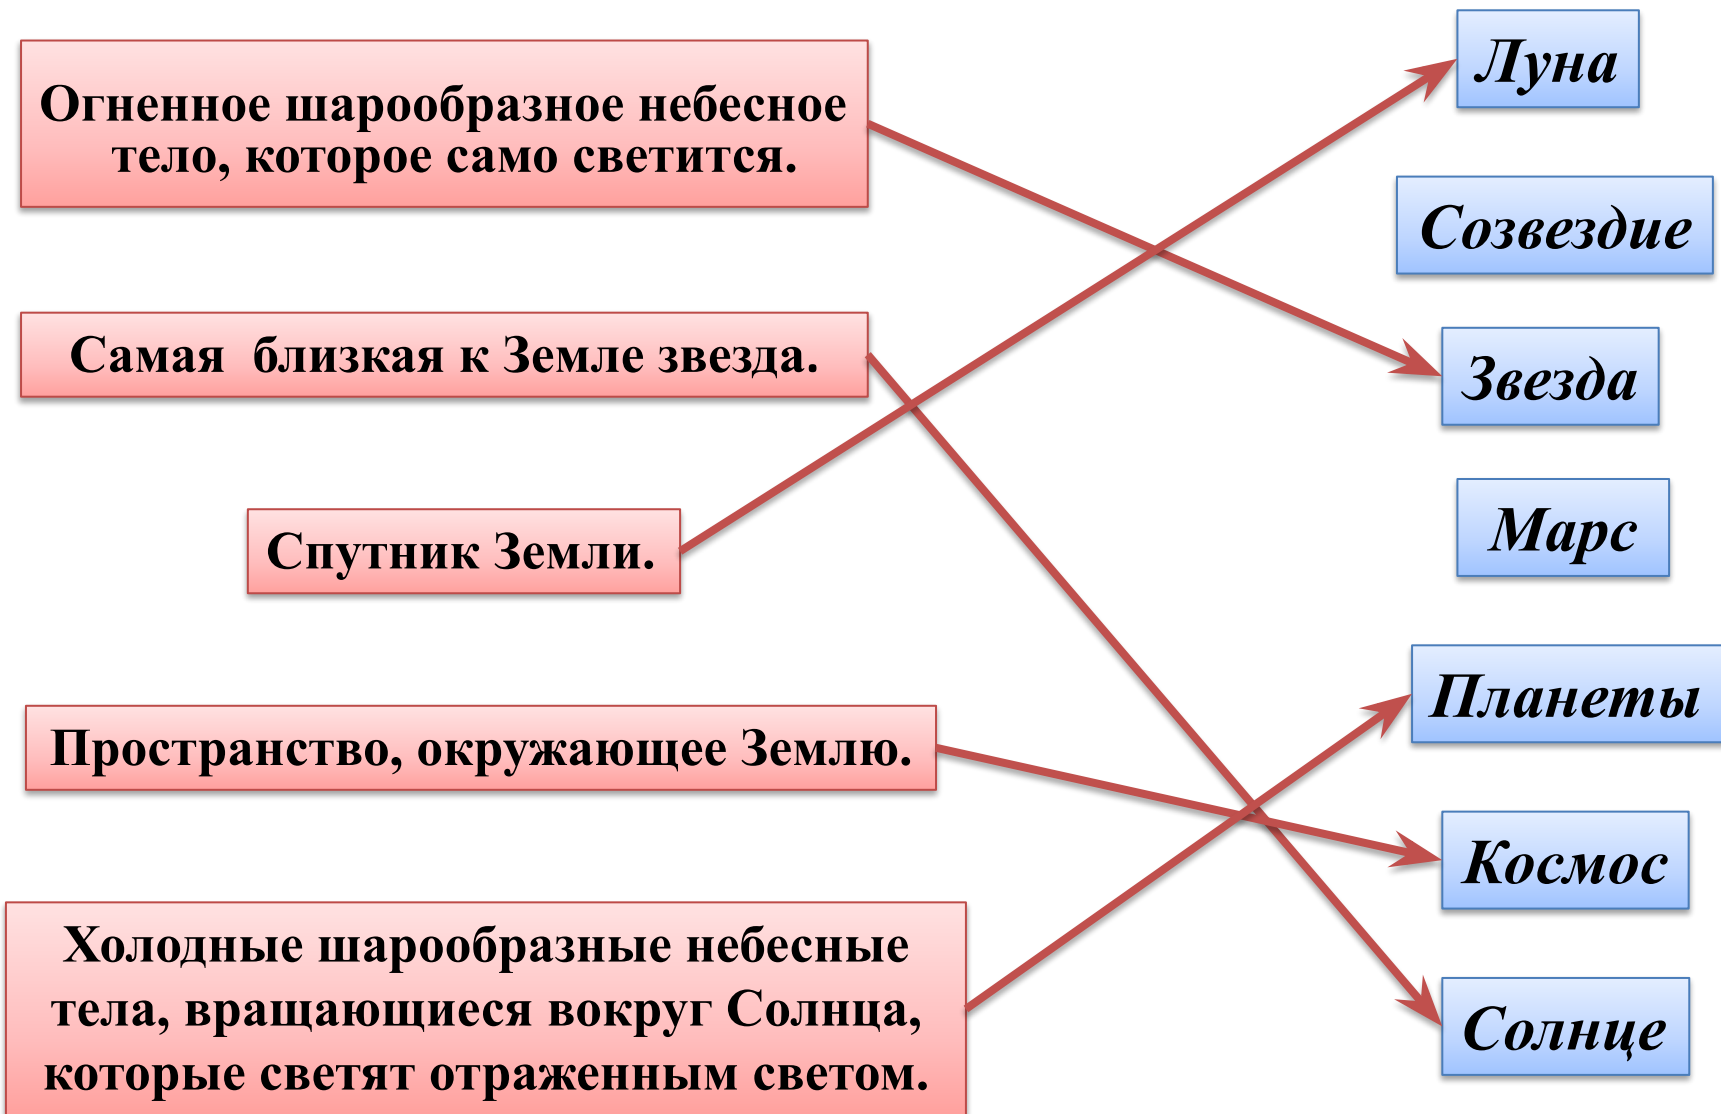 Огненное шарообразное небесное
тело, которое само светится.
Самая близкая к Земле звезда.
Спутник Земли.
Пространство, окружающее Землю.
Холодные шарообразные небесные
тела, вращающиеся вокруг Солнца,
которые светят отраженным светом.
Луна
Созвездие
Звезда
Марс
Планеты
Космос
Солнце